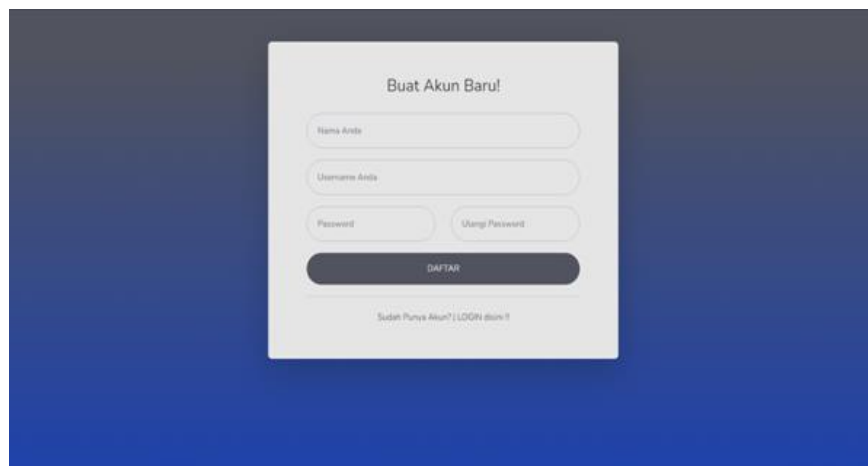 Buat Akun Baru!
Nama Anda
Username Anda
Password
Ulangi Password
DAFTAR
Sudah Punya Akun? | LOGIN disini !!